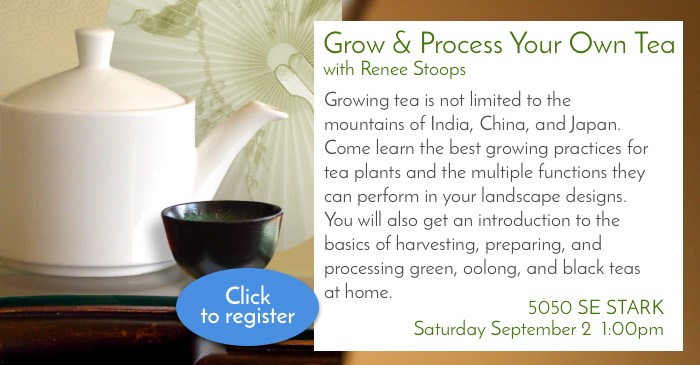 Grow & Process Your Own Tea
with Renee Stoops
Growing tea is not limited to the
mountains of India, China, and Japan.
Come learn the best growing practices for
tea plants and the multiple functions they
can perform in your landscape designs.
You will also get an introduction to the
basics of harvesting, preparing, and
processing green, oolong, and black teas
at home.
5050 SE STARK
Saturday September 2 1:00pm
Click
to register